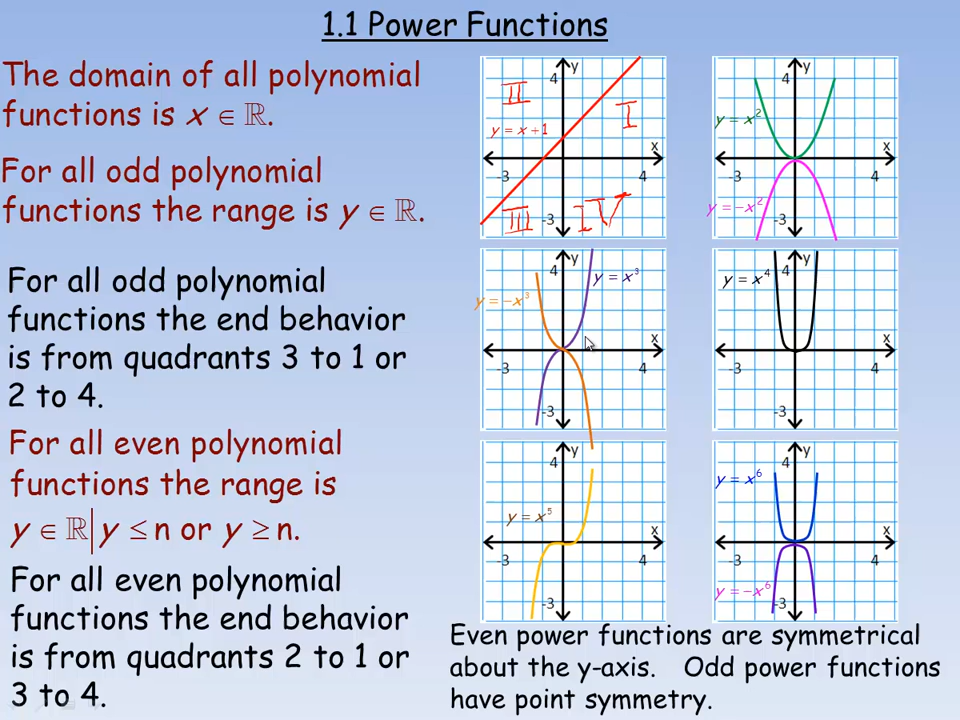 1.1 Power Functions
The domain of all polynomial
functions is x ∈ ℝ.
For all odd polynomial
functions the range is y ∈ ℝ.
For all odd polynomial
functions the end behavior
is from quadrants 3 to 1 or
2 to 4.
For all even polynomial
functions the range is
y ∈ ℝ| y ≤ n or y ≥ n.
For all even polynomial
functions the end behavior
is from quadrants 2 to 1 or
3 to 4.
y
4
II
I
y = x + 1
x
-3
4
III
-3
IV
y
4
y = x²
x
-3
4
y = -x²
-3
y
4
y = x³
y = -x³
x
-3
4
-3
y
4
y = x⁴
x
-3
4
-3
y
4
y = x⁵
x
-3
4
-3
y
4
y = x⁶
x
-3
4
y = -x⁶
-3
Even power functions are symmetrical
about the y-axis. Odd power functions
have point symmetry.